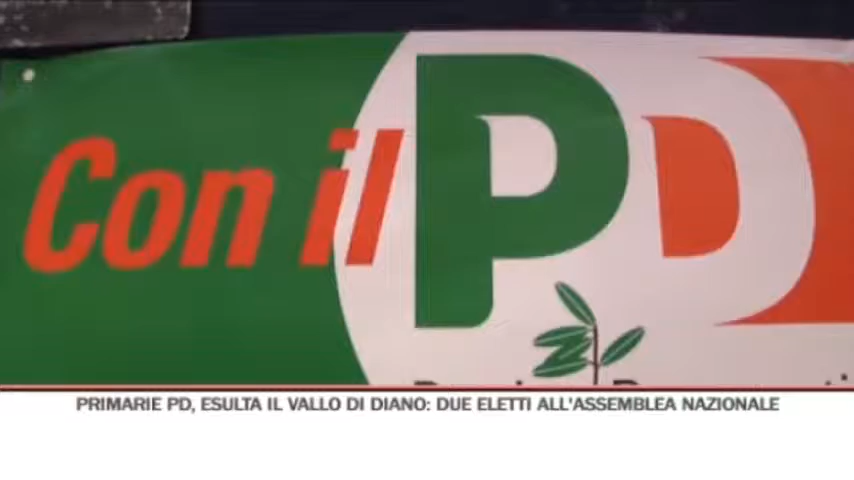 Con il PD
PRIMARIE PD, ESULTA IL VALLO DI DIANO: DUE ELETTI ALL'ASSEMBLEA NAZIONALE